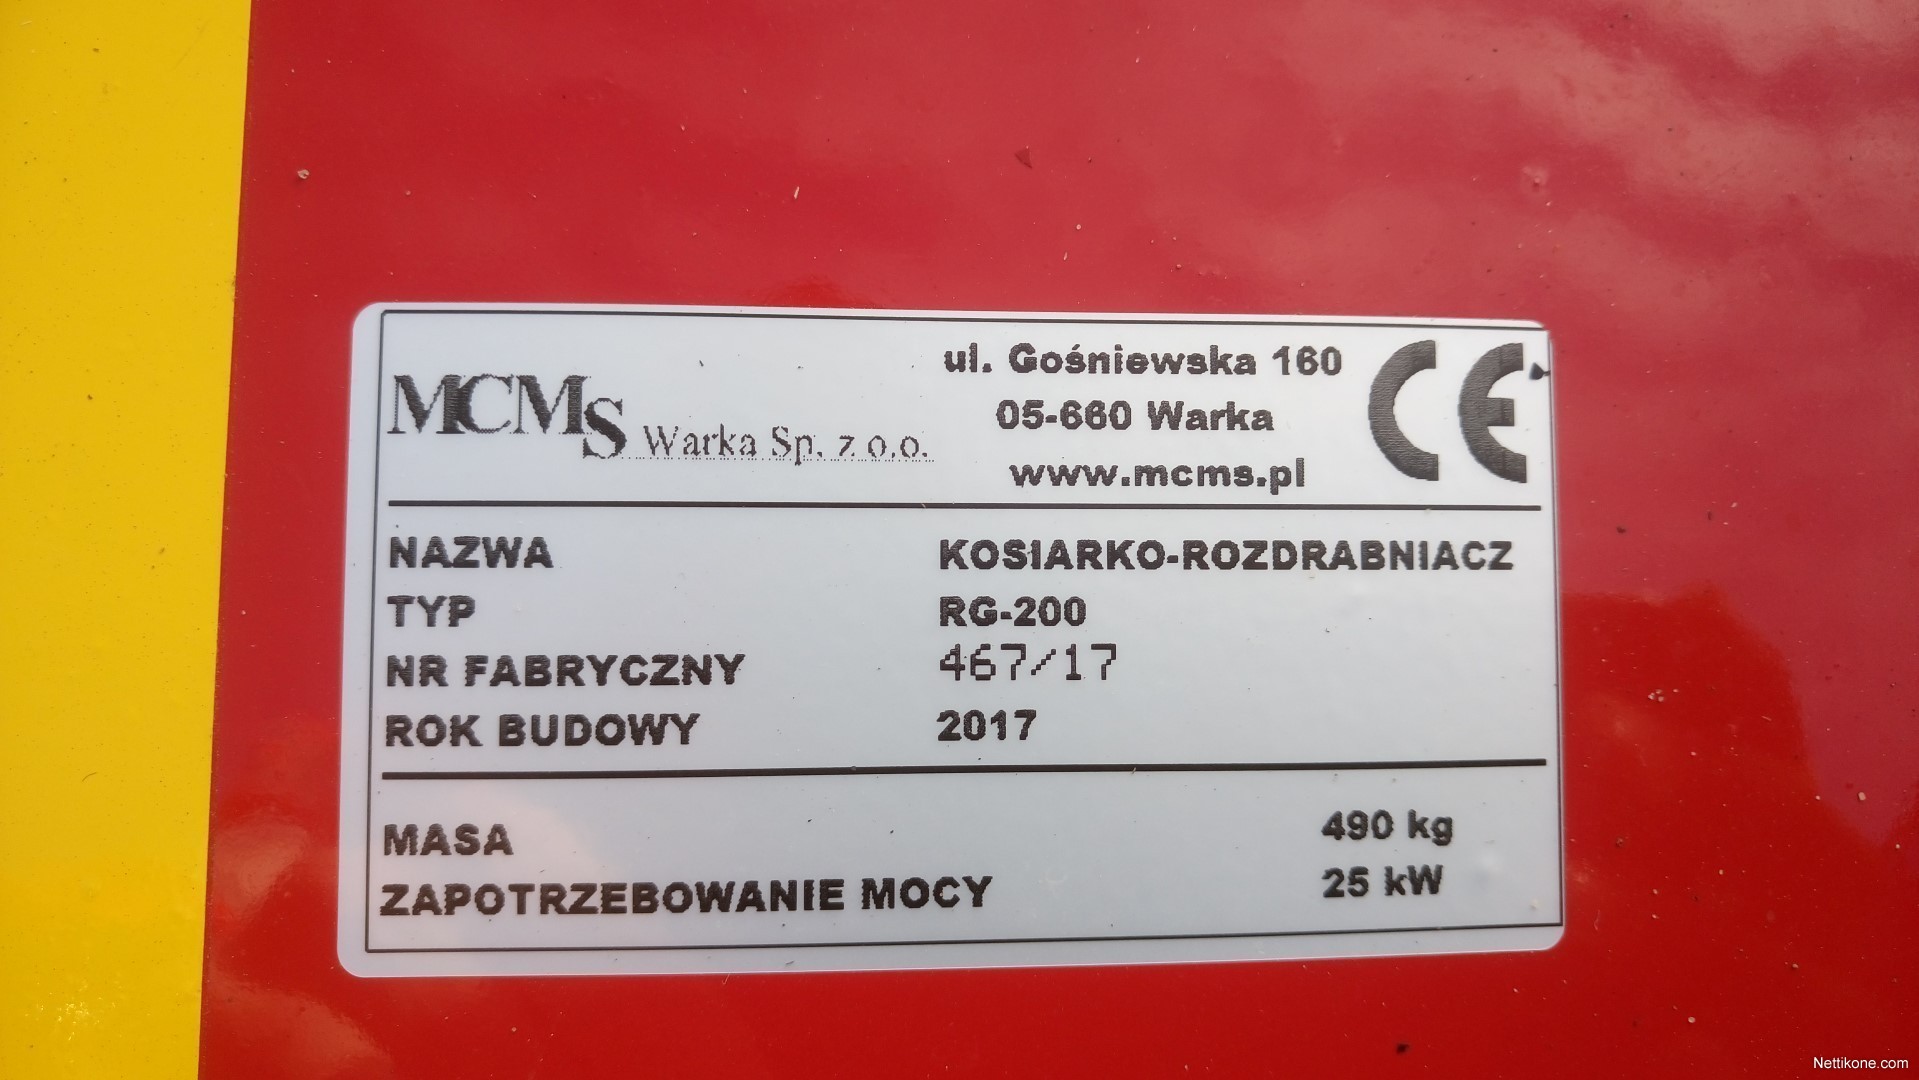 MCMS Warka Sp. z o.o.
ul. Gośniewska 160
05-660 Warka
www.mcms.pl
CE
NAZWA KOSIARKO-ROZDRABNIACZ
TYP RG-200
NR FABRYCZNY 467/17
ROK BUDOWY 2017
MASA 490 kg
ZAPOTRZEBOWANIE MOCY 25 kW
Nettikone.com